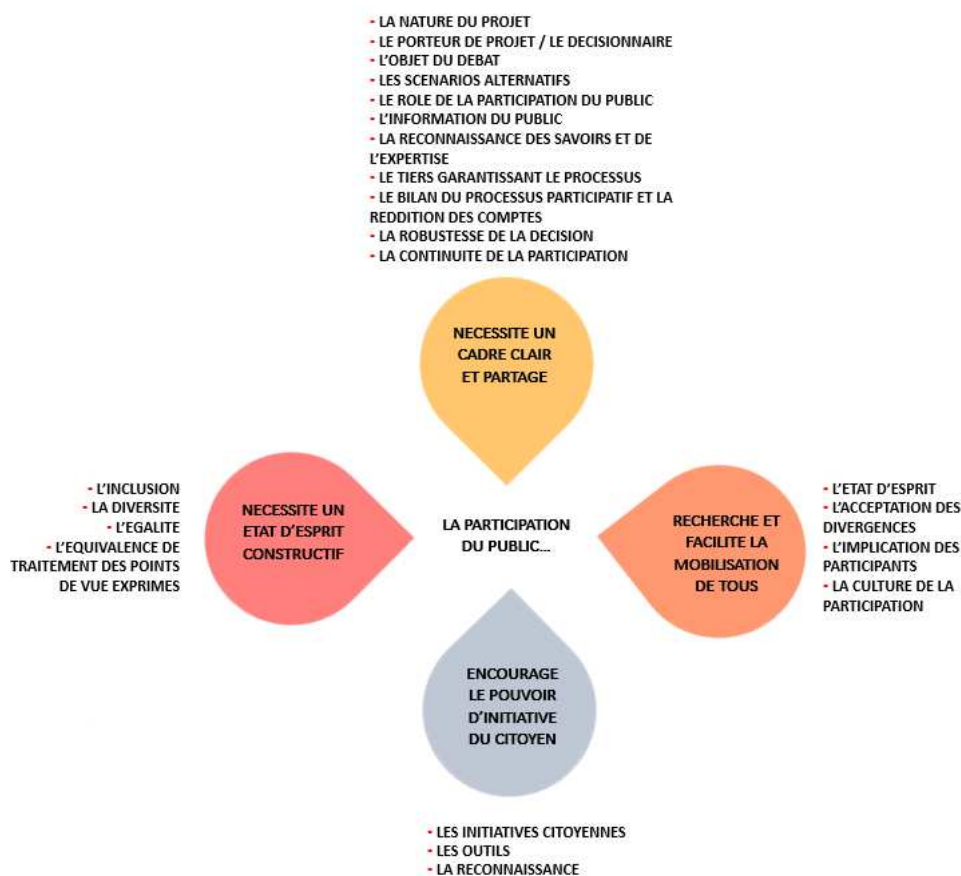 - LA NATURE DU PROJET
- LE PORTEUR DE PROJET / LE DECISIONNAIRE
- L'OBJET DU DEBAT
- LES SCENARIOS ALTERNATIFS
- LE ROLE DE LA PARTICIPATION DU PUBLIC
- L'INFORMATION DU PUBLIC
- LA RECONNAISSANCE DES SAVOIRS ET DE
L'EXPERTISE
- LE TIERS GARANTISSANT LE PROCESSUS
- LE BILAN DU PROCESSUS PARTICIPATIF ET LA
REDDITION DES COMPTES
- LA ROBUSTESSE DE LA DECISION
- LA CONTINUITE DE LA PARTICIPATION
NECESSITE UN
CADRE CLAIR
ET PARTAGE
- L'INCLUSION
- LA DIVERSITE
- L'EGALITE
- L'EQUIVALENCE DE
TRAITEMENT DES POINTS
DE VUE EXPRIMES
NECESSITE UN
ETAT D'ESPRIT
CONSTRUCTIF
LA PARTICIPATION
DU PUBLIC...
RECHERCHE ET
FACILITE LA
MOBILISATION
DE TOUS
- L'ETAT D'ESPRIT
- L'ACCEPTATION DES
DIVERGENCES
- L'IMPLICATION DES
PARTICIPANTS
- LA CULTURE DE LA
PARTICIPATION
ENCOURAGE
LE POUVOIR
D'INITIATIVE
DU CITOYEN
- LES INITIATIVES CITOYENNES
- LES OUTILS
- LA RECONNAISSANCE